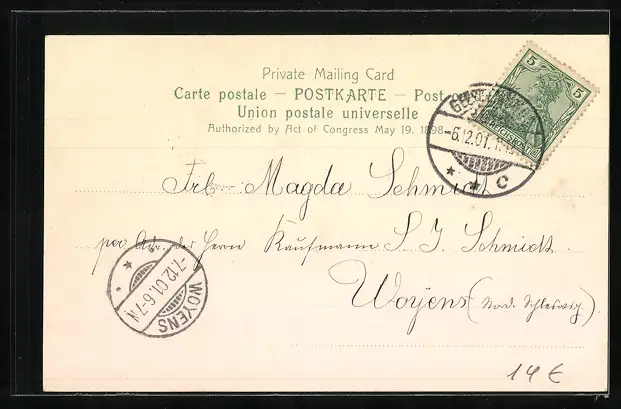 Private Mailing Card
Carte postale — POSTKARTE — Post
Union postale universelle
Authorized by Act of Congress May 19. 1898.
5 5
-6.12.01.
* * C
Frl. Magda Schmidt
per Adr. der Herrn Kaufmann S. J. Schmidt
Woyens (Nord. Schleswig).
* *
-7.12.01.6-7N
WOYENS
14 €